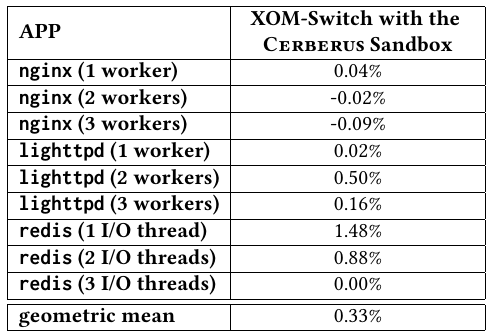 APP XOM-Switch with the
CERBERUS Sandbox
nginx (1 worker) 0.04%
nginx (2 workers) -0.02%
nginx (3 workers) -0.09%
lighttpd (1 worker) 0.02%
lighttpd (2 workers) 0.50%
lighttpd (3 workers) 0.16%
redis (1 I/O thread) 1.48%
redis (2 I/O threads) 0.88%
redis (3 I/O threads) 0.00%
geometric mean 0.33%